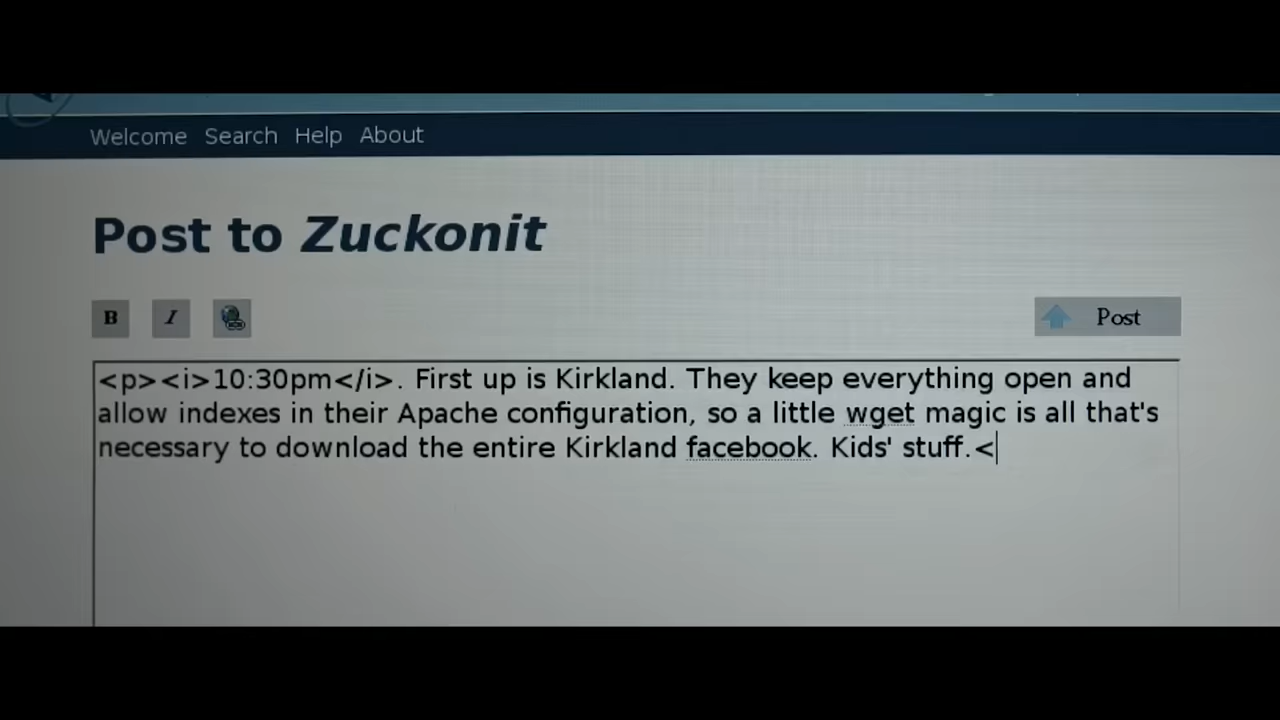 Welcome Search Help About
Post to Zuckonit
B I
Post
<p><i>10:30pm</i>. First up is Kirkland. They keep everything open and
allow indexes in their Apache configuration, so a little wget magic is all that's
necessary to download the entire Kirkland facebook. Kids' stuff.<